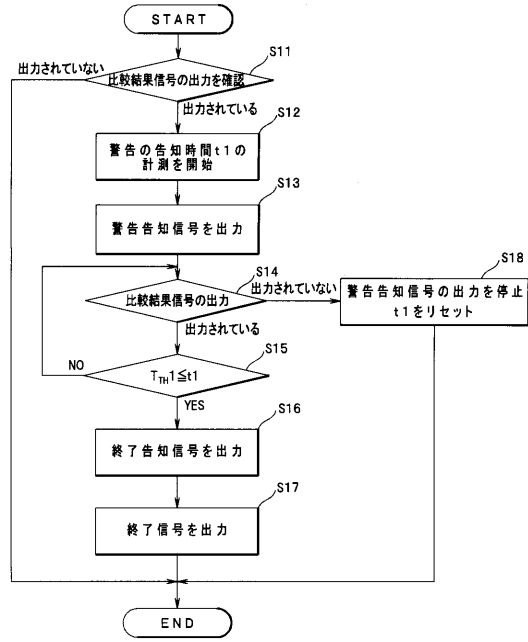 START
S11
出力されていない
比較結果信号の出力を確認
出力されている
S12
警告の告知時間t1の
計測を開始
S13
警告告知信号を出力
S14
比較結果信号の出力
出力されていない
S18
警告告知信号の出力を停止
t1をリセット
出力されている
S15
NO
TTH1≦t1
YES
S16
終了告知信号を出力
S17
終了信号を出力
END